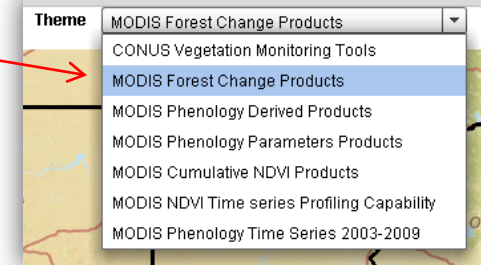 Theme MODIS Forest Change Products
CONUS Vegetation Monitoring Tools
MODIS Forest Change Products
MODIS Phenology Derived Products
MODIS Phenology Parameters Products
MODIS Cumulative NDVI Products
MODIS NDVI Time series Profiling Capability
MODIS Phenology Time Series 2003-2009